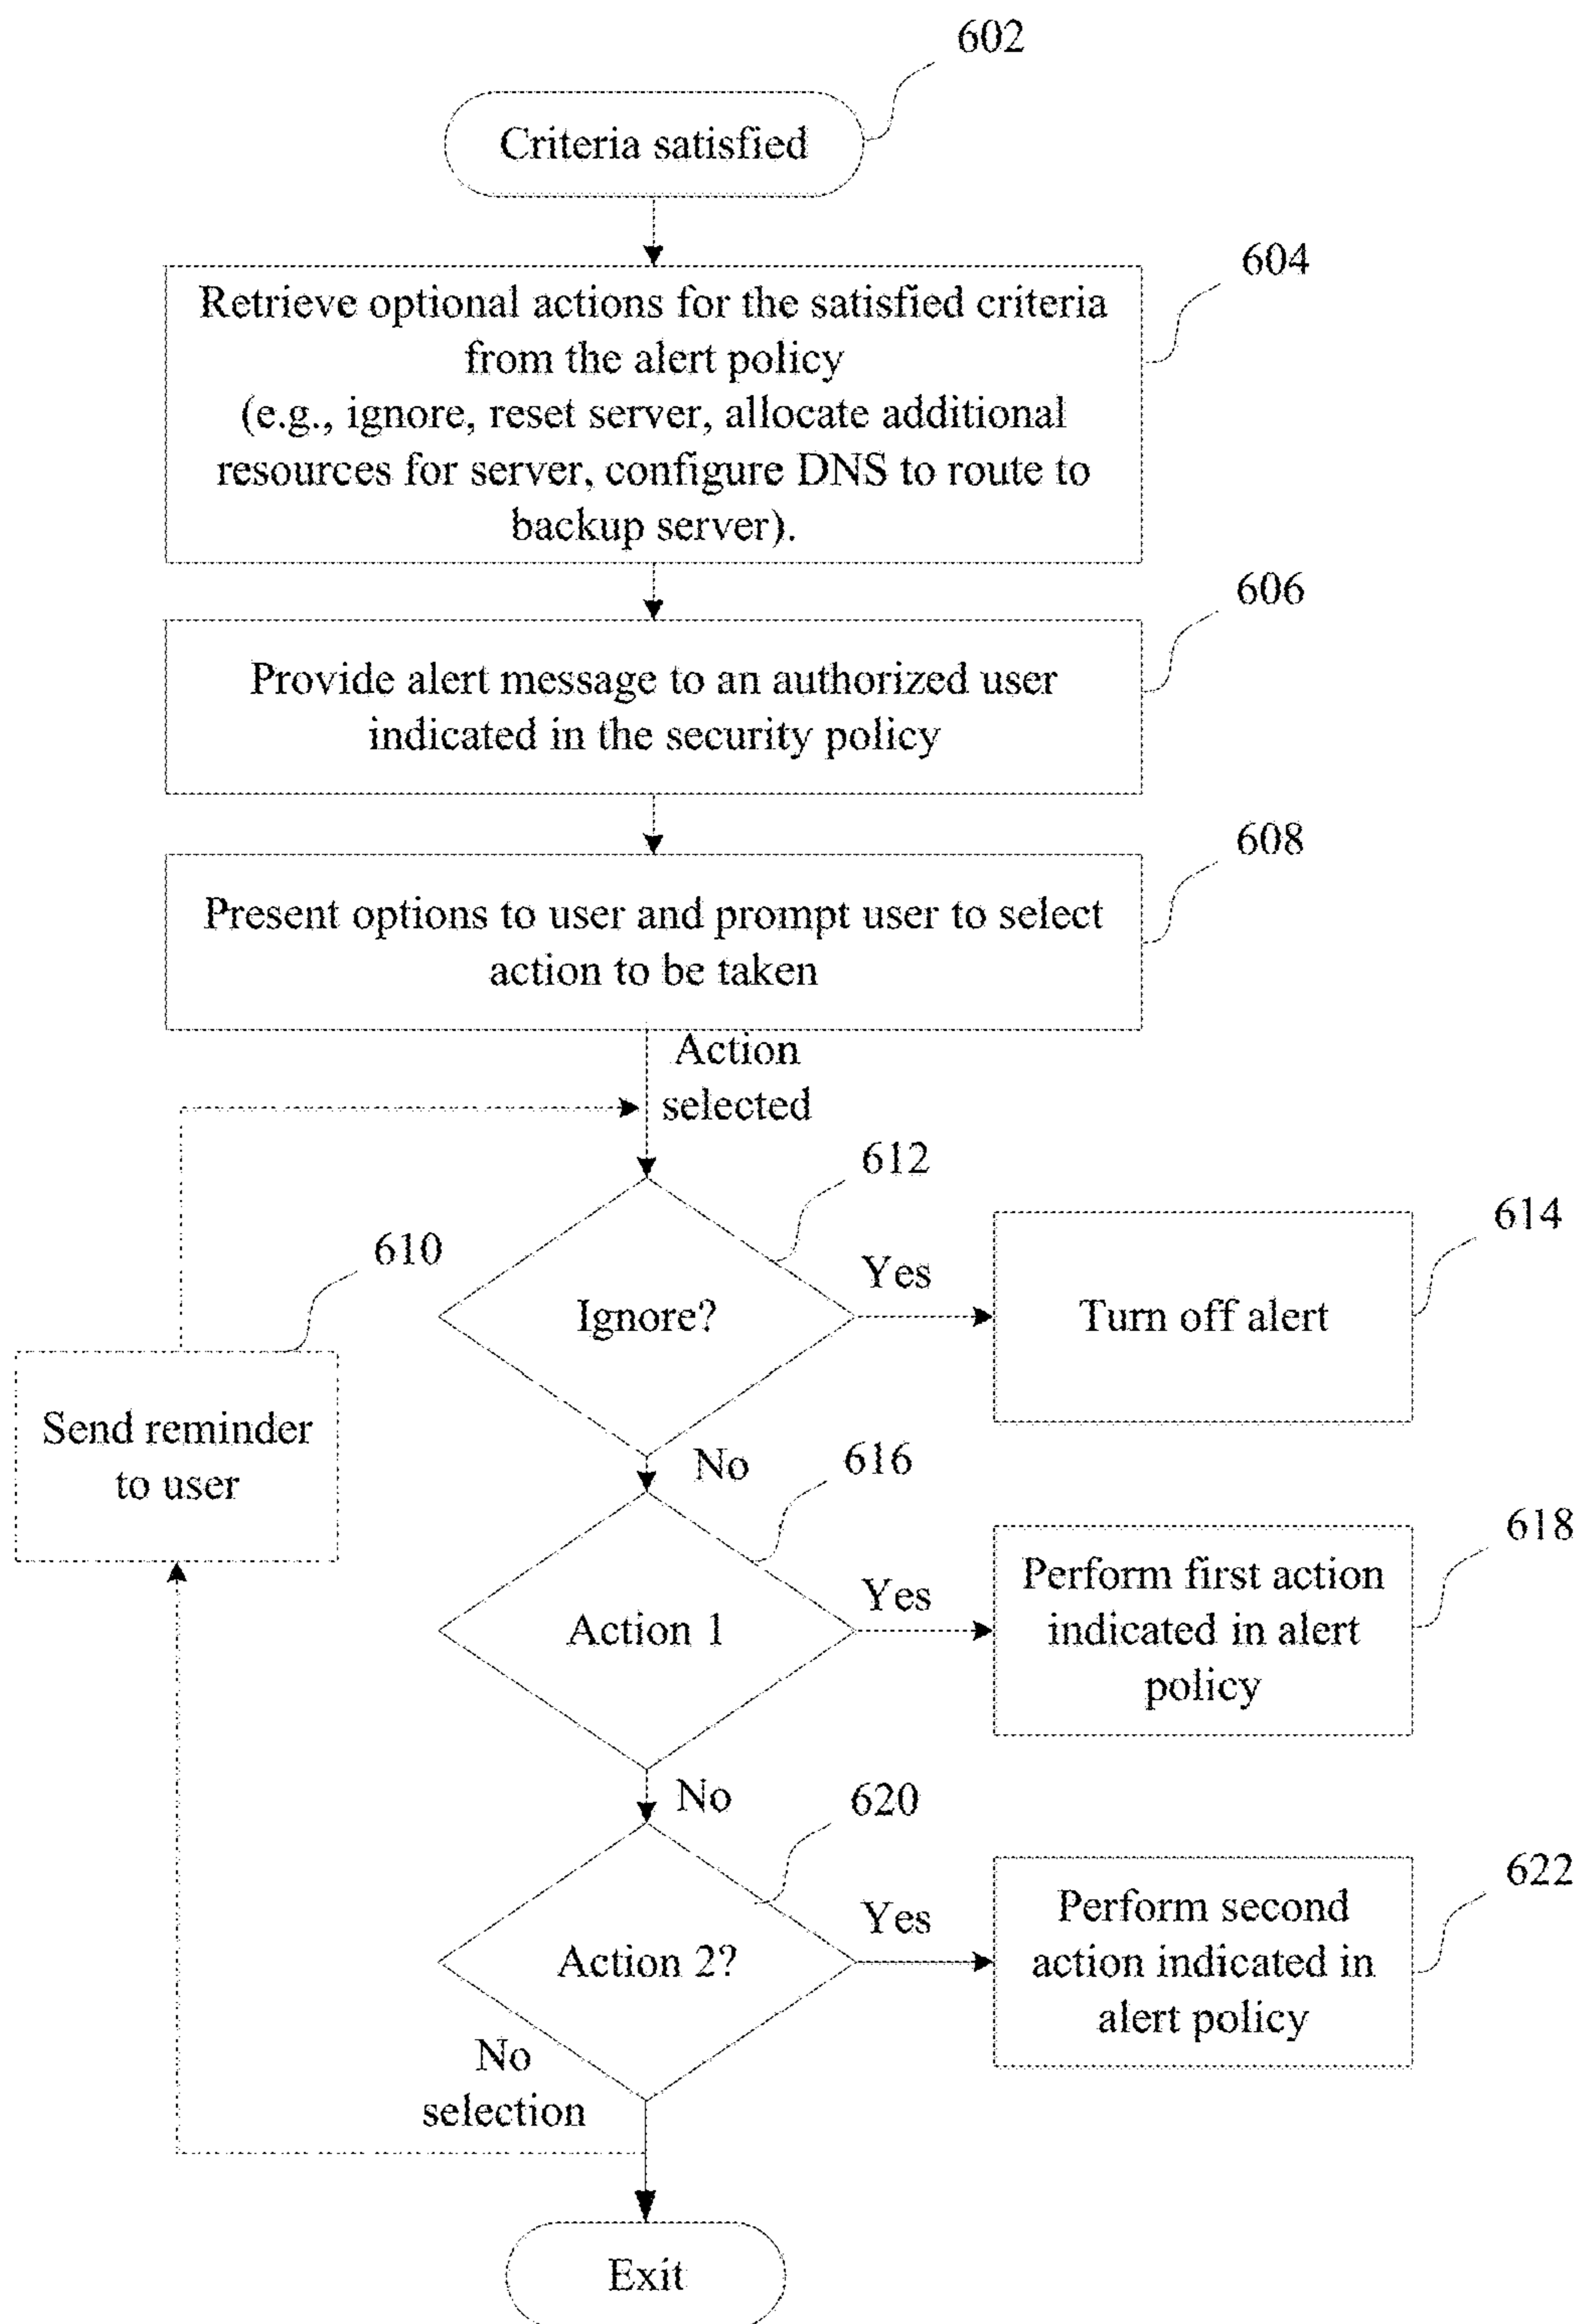 602
Criteria satisfied
604
Retrieve optional actions for the satisfied criteria
from the alert policy
(e.g., ignore, reset server, allocate additional
resources for server, configure DNS to route to
backup server).
606
Provide alert message to an authorized user
indicated in the security policy
608
Present options to user and prompt user to select
action to be taken
Action
selected
612
614
610
Ignore?
Yes
Turn off alert
Send reminder
to user
No
616
618
Action 1
Yes
Perform first action
indicated in alert
policy
No
620
622
Action 2?
Yes
Perform second
action indicated in
alert policy
No
selection
Exit